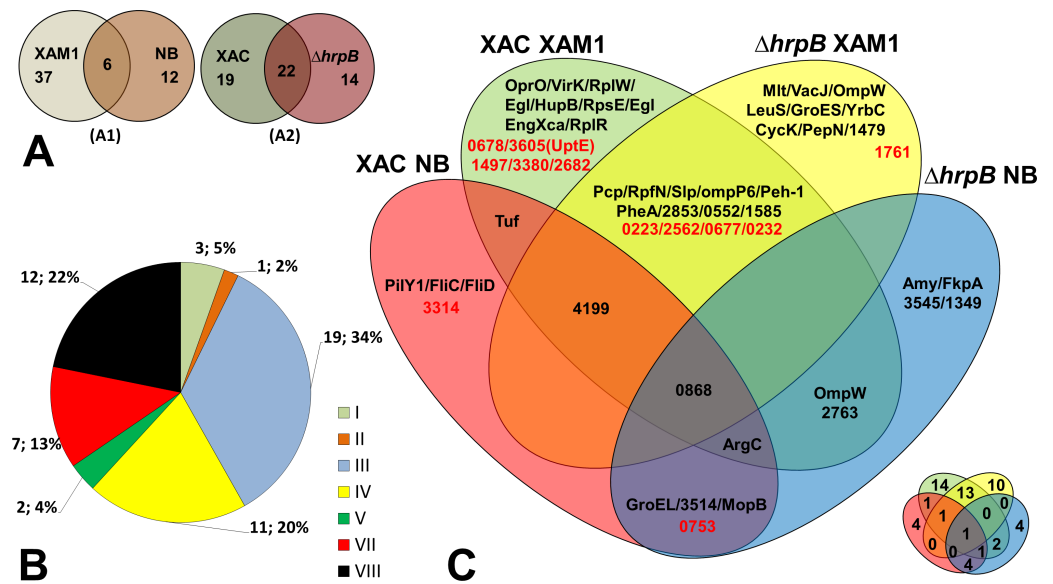 XAM1
37
6
NB
12
(A1)
XAC
19
22
ΔhrpB
14
(A2)
A
3; 5%
1; 2%
12; 22%
19; 34%
7; 13%
2; 4%
11; 20%
I
II
III
IV
V
VII
VIII
B
XAC XAM1
ΔhrpB XAM1
XAC NB
ΔhrpB NB
OprO/VirK/RplW/
Egl/HupB/RpsE/Egl
EngXca/RplR
0678/3605(UptE)
1497/3380/2682
Mlt/VacJ/OmpW
LeuS/GroES/YrbC
CycK/PepN/1479
1761
Pcp/RpfN/Slp/ompP6/Peh-1
PheA/2853/0552/1585
0223/2562/0677/0232
Tuf
PilY1/FliC/FliD
3314
4199
Amy/FkpA
3545/1349
0868
OmpW
2763
ArgC
GroEL/3514/MopB
0753
C
14
10
1
13
0
4
1
0
4
1
0
0
1
2
4